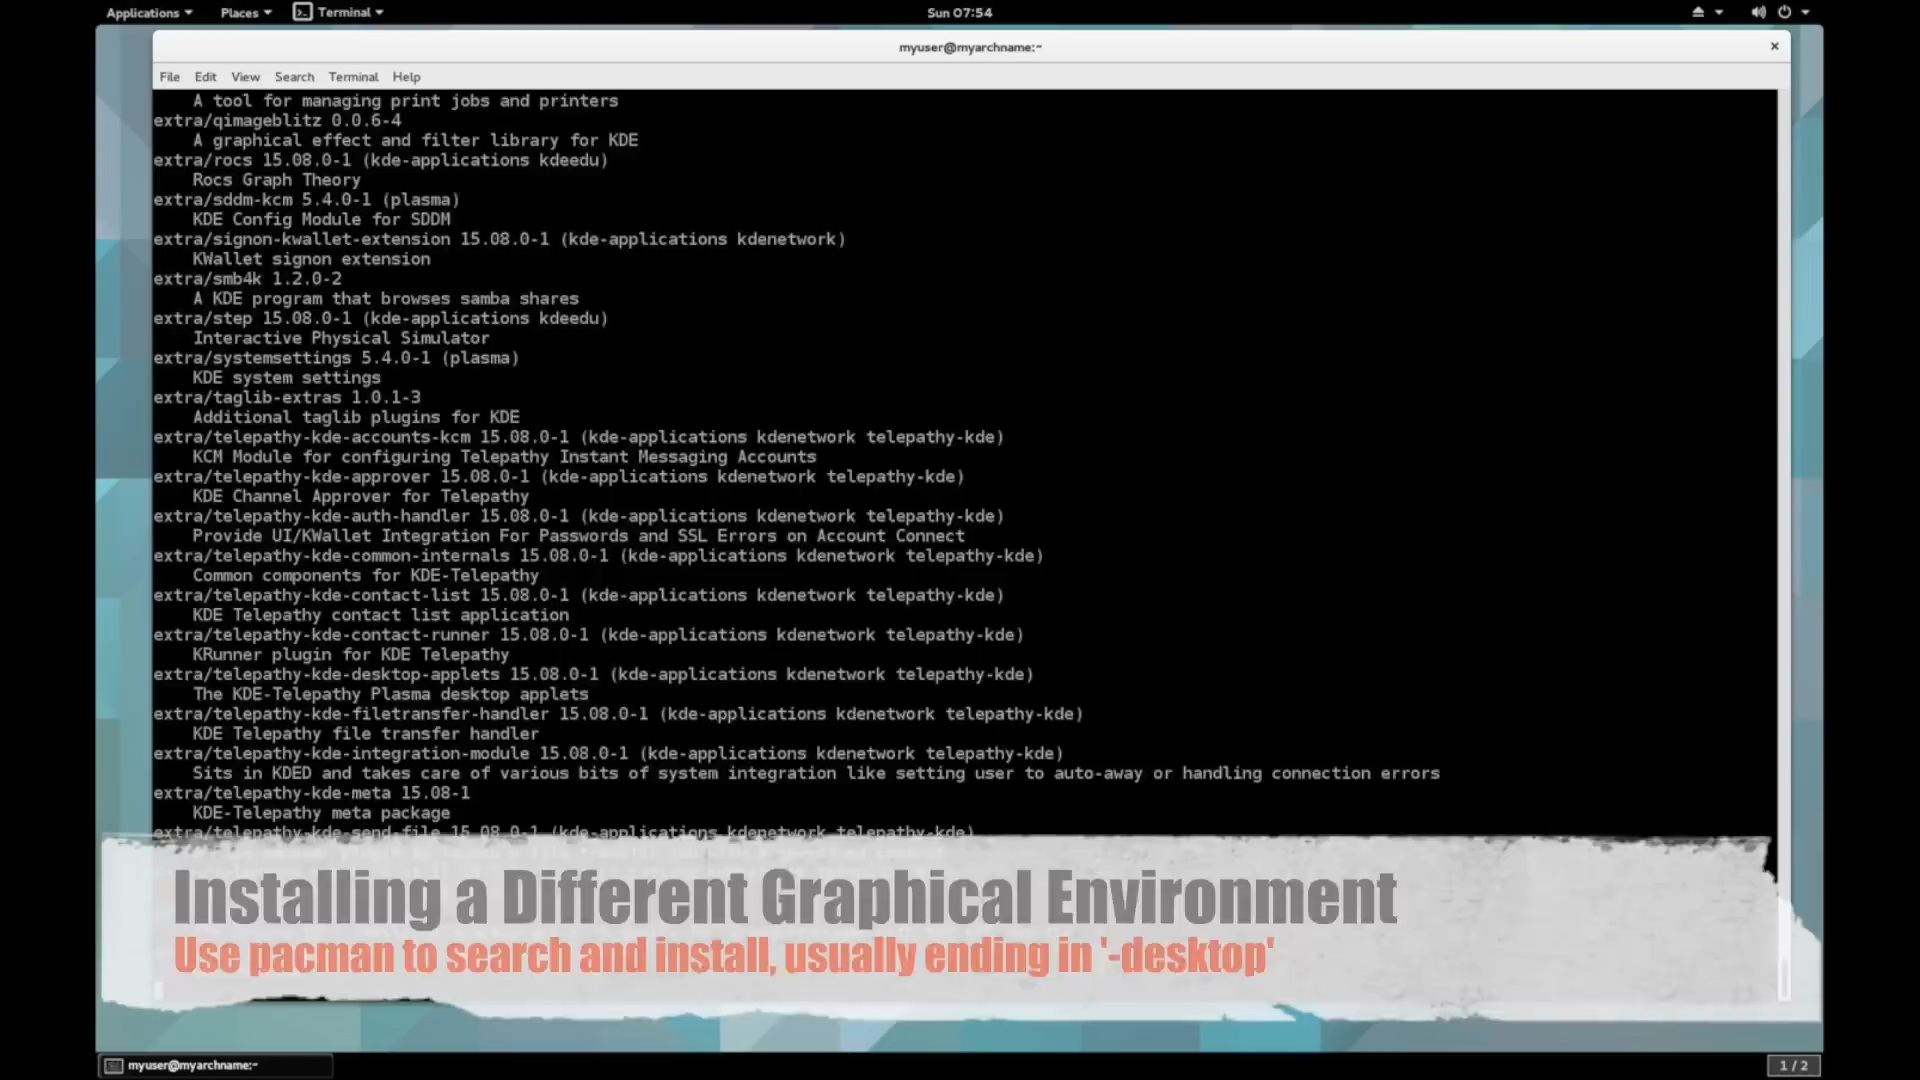 Applications Places Terminal Sun 07:54
myuser@myarchname:~
File Edit View Search Terminal Help
A tool for managing print jobs and printers
extra/qimageblitz 0.0.6-4
A graphical effect and filter library for KDE
extra/rocs 15.08.0-1 (kde-applications kdeedu)
Rocs Graph Theory
extra/sddm-kcm 5.4.0-1 (plasma)
KDE Config Module for SDDM
extra/signon-kwallet-extension 15.08.0-1 (kde-applications kdenetwork)
KWallet signon extension
extra/smb4k 1.2.0-2
A KDE program that browses samba shares
extra/step 15.08.0-1 (kde-applications kdeedu)
Interactive Physical Simulator
extra/systemsettings 5.4.0-1 (plasma)
KDE system settings
extra/taglib-extras 1.0.1-3
Additional taglib plugins for KDE
extra/telepathy-kde-accounts-kcm 15.08.0-1 (kde-applications kdenetwork telepathy-kde)
KCM Module for configuring Telepathy Instant Messaging Accounts
extra/telepathy-kde-approver 15.08.0-1 (kde-applications kdenetwork telepathy-kde)
KDE Channel Approver for Telepathy
extra/telepathy-kde-auth-handler 15.08.0-1 (kde-applications kdenetwork telepathy-kde)
Provide UI/KWallet Integration For Passwords and SSL Errors on Account Connect
extra/telepathy-kde-common-internals 15.08.0-1 (kde-applications kdenetwork telepathy-kde)
Common components for KDE-Telepathy
extra/telepathy-kde-contact-list 15.08.0-1 (kde-applications kdenetwork telepathy-kde)
KDE Telepathy contact list application
extra/telepathy-kde-contact-runner 15.08.0-1 (kde-applications kdenetwork telepathy-kde)
KRunner plugin for KDE Telepathy
extra/telepathy-kde-desktop-applets 15.08.0-1 (kde-applications kdenetwork telepathy-kde)
The KDE-Telepathy Plasma desktop applets
extra/telepathy-kde-filetransfer-handler 15.08.0-1 (kde-applications kdenetwork telepathy-kde)
KDE Telepathy file transfer handler
extra/telepathy-kde-integration-module 15.08.0-1 (kde-applications kdenetwork telepathy-kde)
Sits in KDED and takes care of various bits of system integration like setting user to auto-away or handling connection errors
extra/telepathy-kde-meta 15.08-1
KDE-Telepathy meta package
extra/telepathy-kde-send-file 15.08.0-1 (kde-applications kdenetwork telepathy-kde)
Installing a Different Graphical Environment
Use pacman to search and install, usually ending in '-desktop'
myuser@myarchname:~ 1 / 2